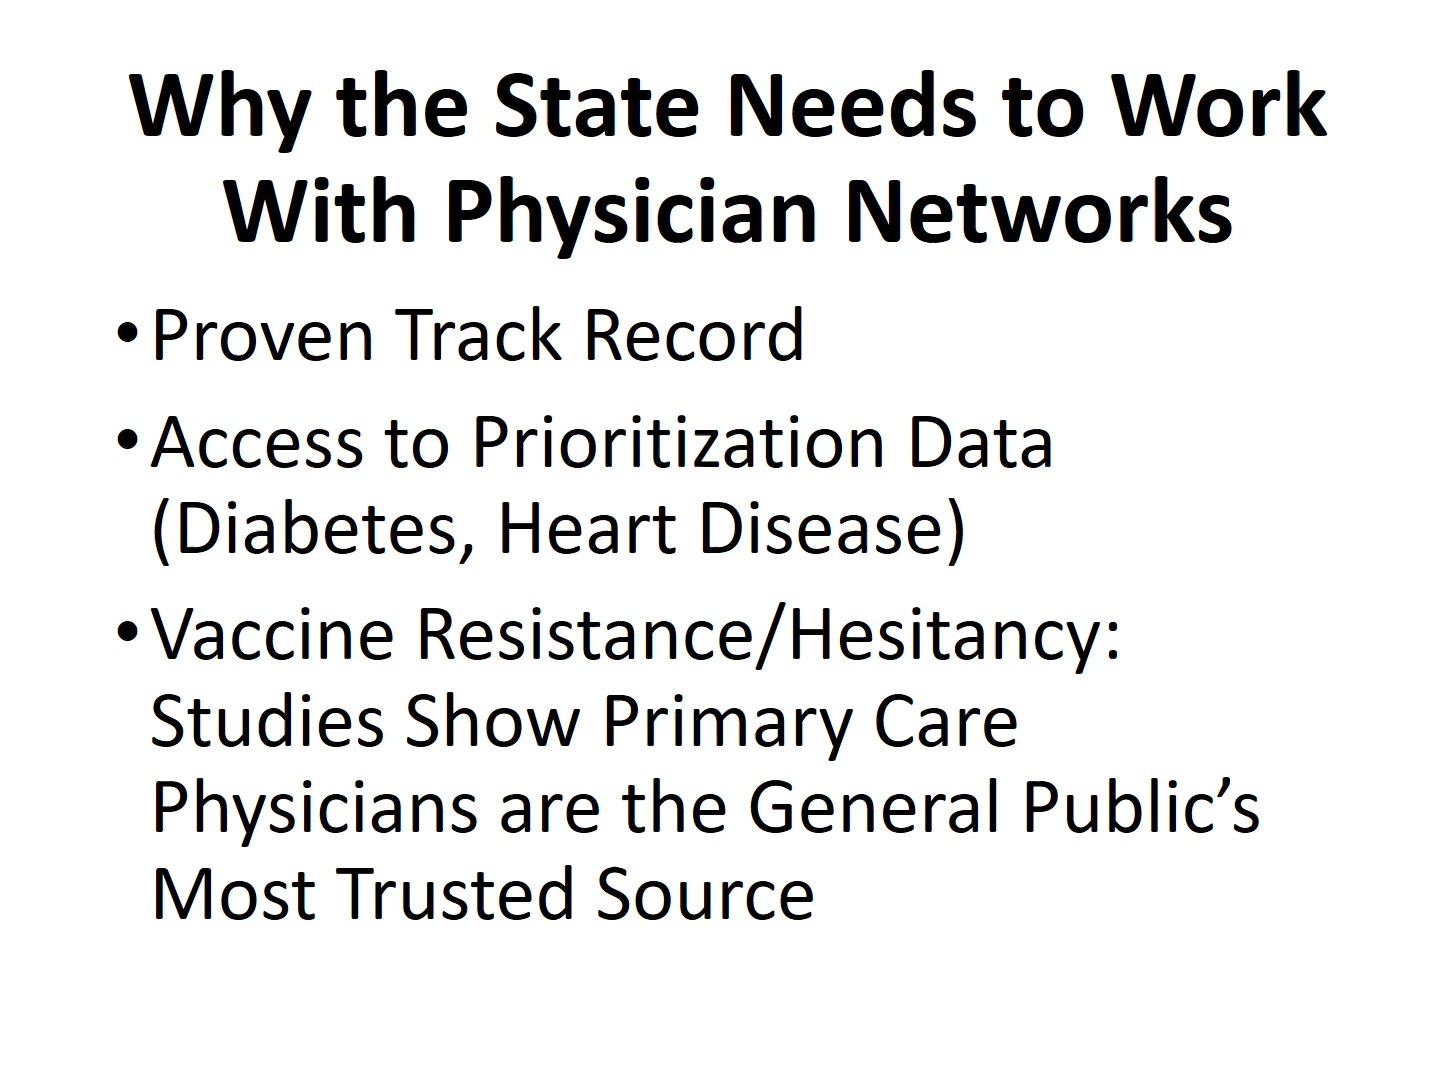 Why the State Needs to Work
With Physician Networks
• Proven Track Record
• Access to Prioritization Data
(Diabetes, Heart Disease)
• Vaccine Resistance/Hesitancy:
Studies Show Primary Care
Physicians are the General Public’s
Most Trusted Source